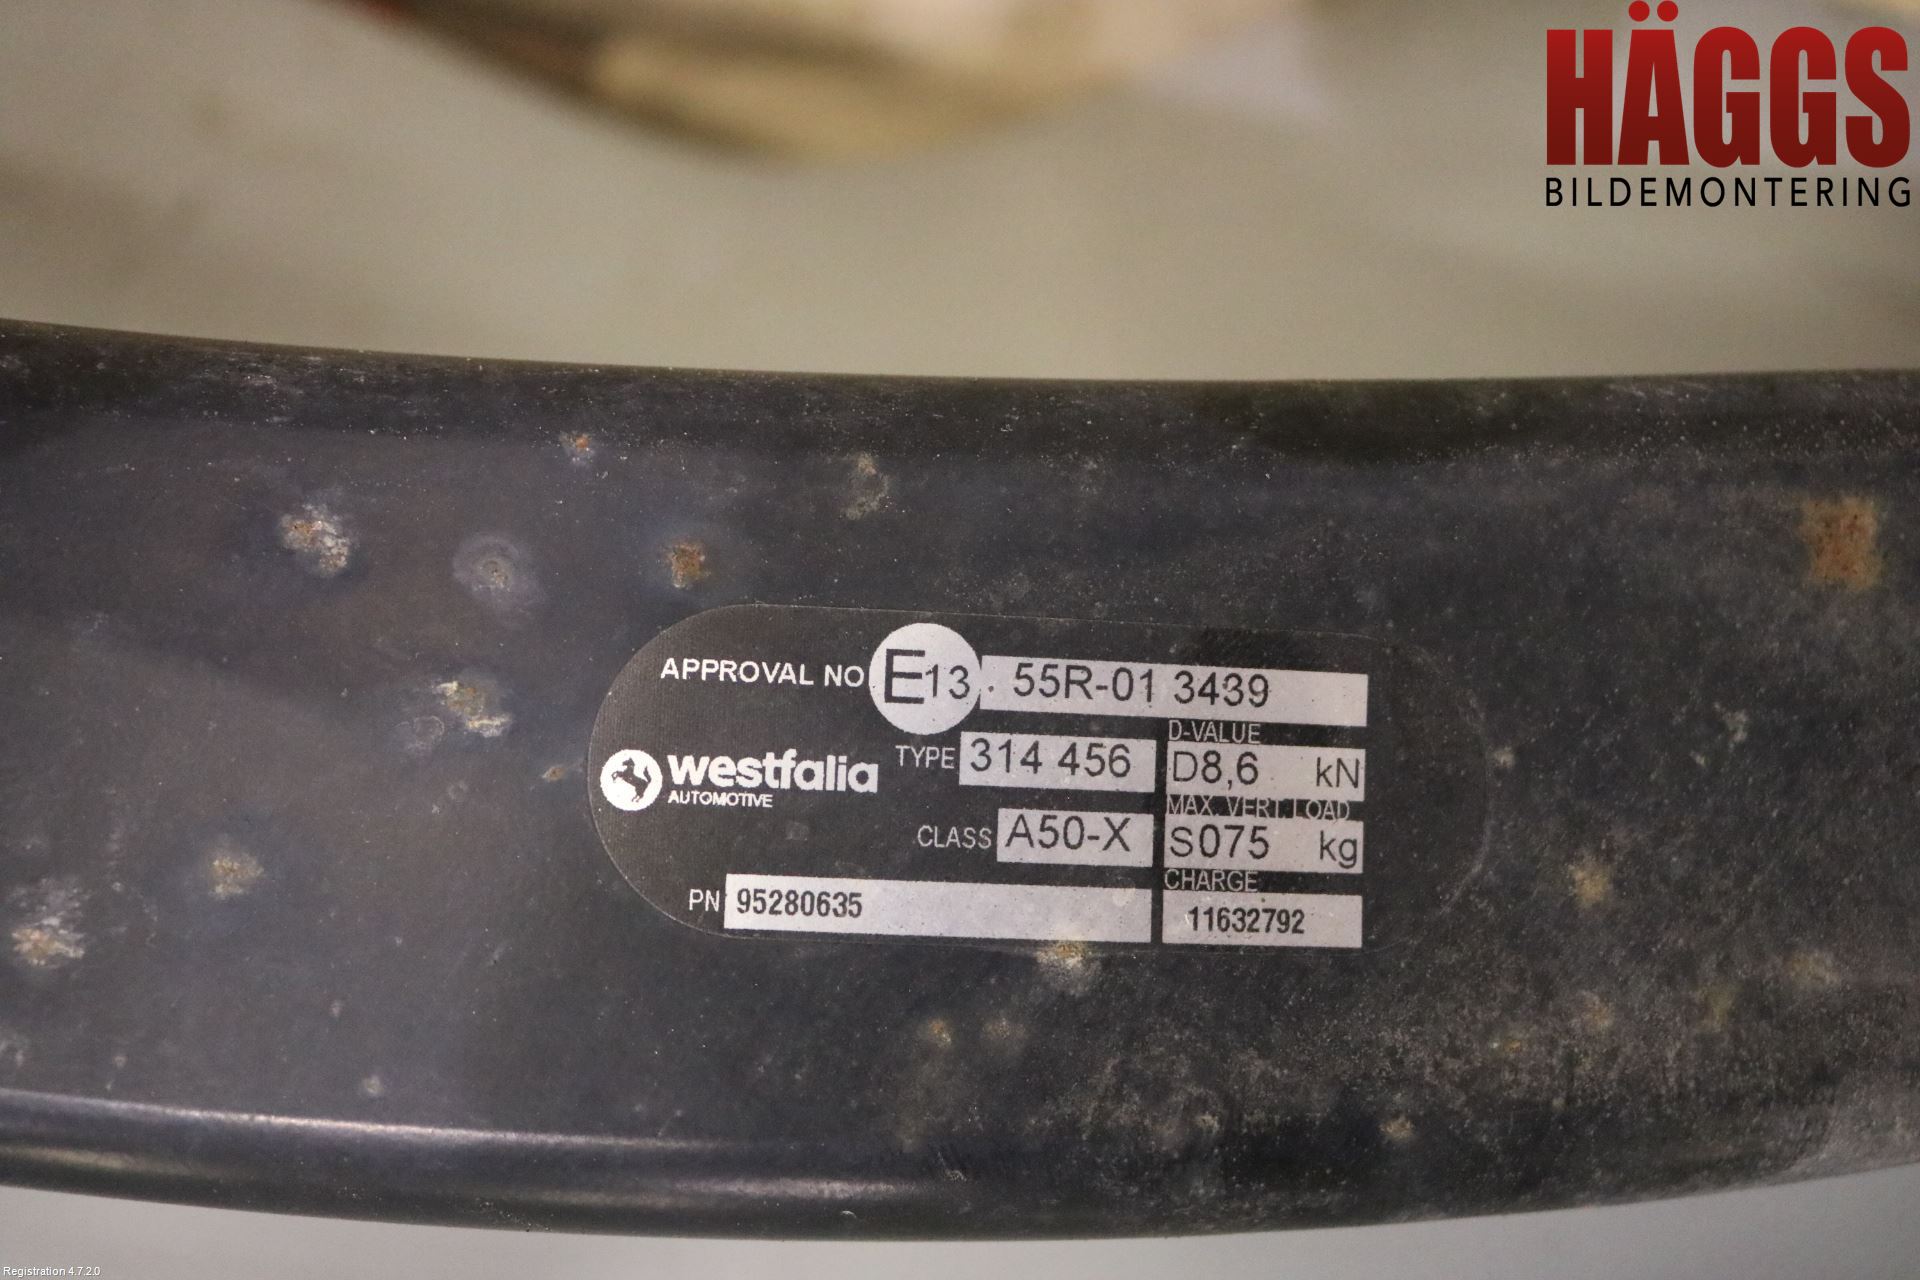 HÄGGS
BILDEMONTERING
APPROVAL NO E13 . 55R-01 3439
westfalia
AUTOMOTIVE
TYPE 314 456
D-VALUE
D8,6 kN
CLASS A50-X
MAX. VERT. LOAD
S075 kg
PN 95280635
CHARGE
11632792
Registration 4.7.2.0